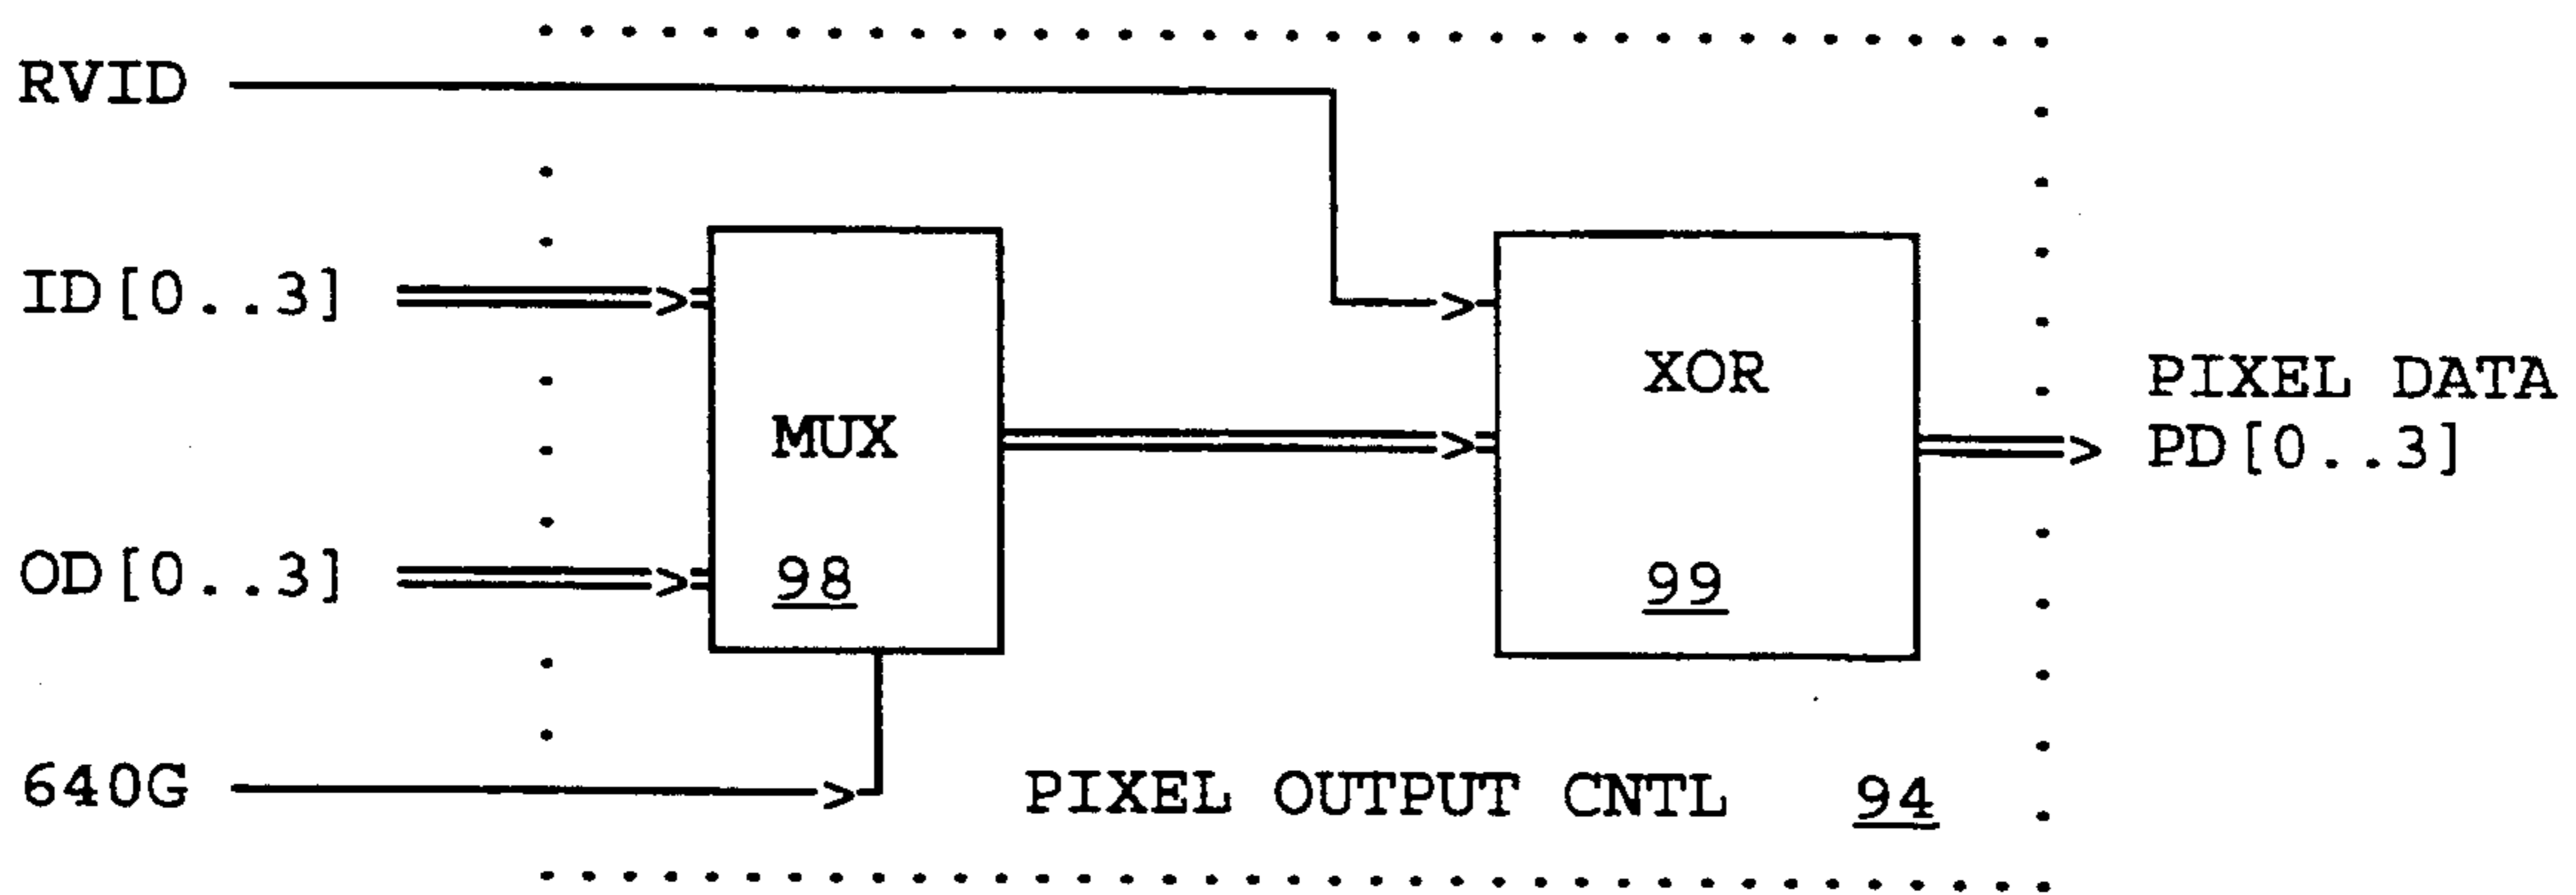 RVID
ID[0..3]
MUX
98
OD[0..3]
640G
XOR
99
PIXEL DATA
PD[0..3]
PIXEL OUTPUT CNTL 94